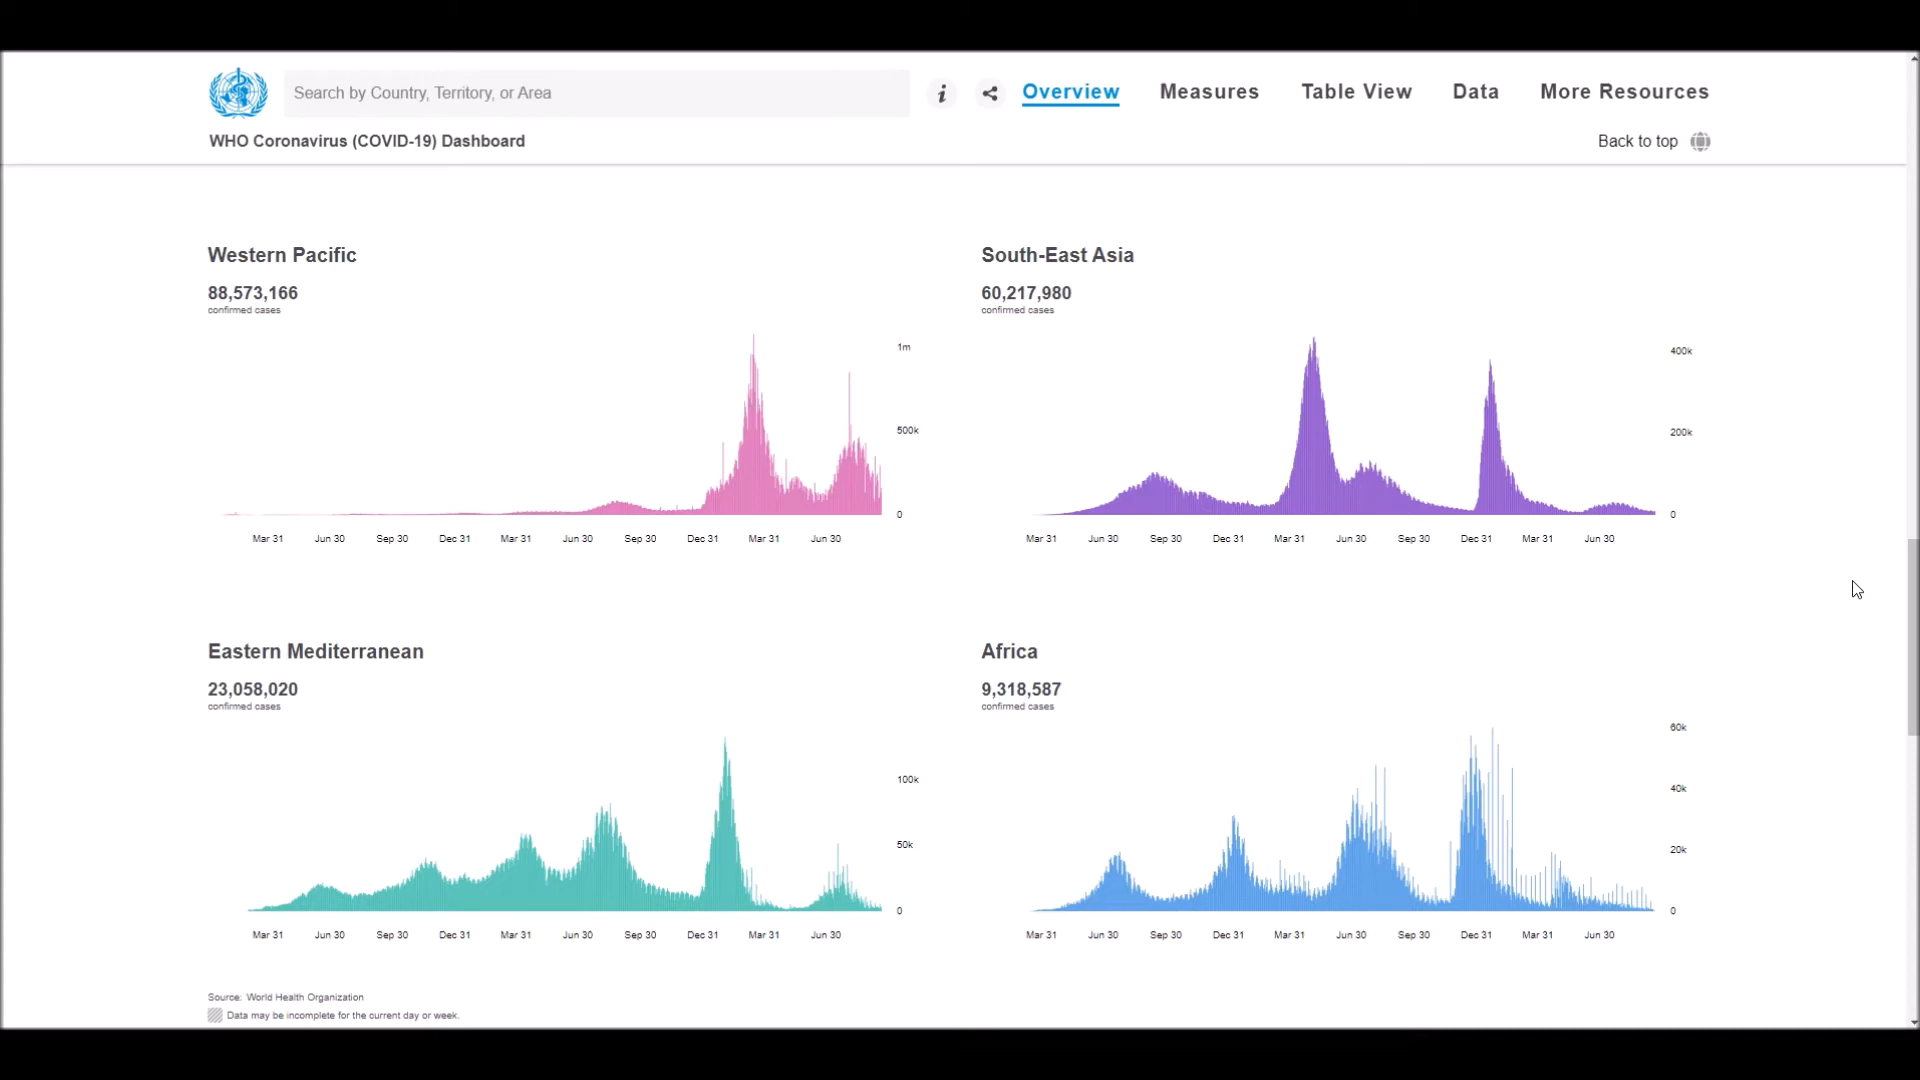 Search by Country, Territory, or Area
i
Overview
Measures
Table View
Data
More Resources
WHO Coronavirus (COVID-19) Dashboard
Back to top
Western Pacific
88,573,166
confirmed cases
1m
500k
0
Mar 31 Jun 30 Sep 30 Dec 31 Mar 31 Jun 30 Sep 30 Dec 31 Mar 31 Jun 30
South-East Asia
60,217,980
confirmed cases
400k
200k
0
Mar 31 Jun 30 Sep 30 Dec 31 Mar 31 Jun 30 Sep 30 Dec 31 Mar 31 Jun 30
Eastern Mediterranean
23,058,020
confirmed cases
100k
50k
0
Mar 31 Jun 30 Sep 30 Dec 31 Mar 31 Jun 30 Sep 30 Dec 31 Mar 31 Jun 30
Africa
9,318,587
confirmed cases
60k
40k
20k
0
Mar 31 Jun 30 Sep 30 Dec 31 Mar 31 Jun 30 Sep 30 Dec 31 Mar 31 Jun 30
Source: World Health Organization
Data may be incomplete for the current day or week.